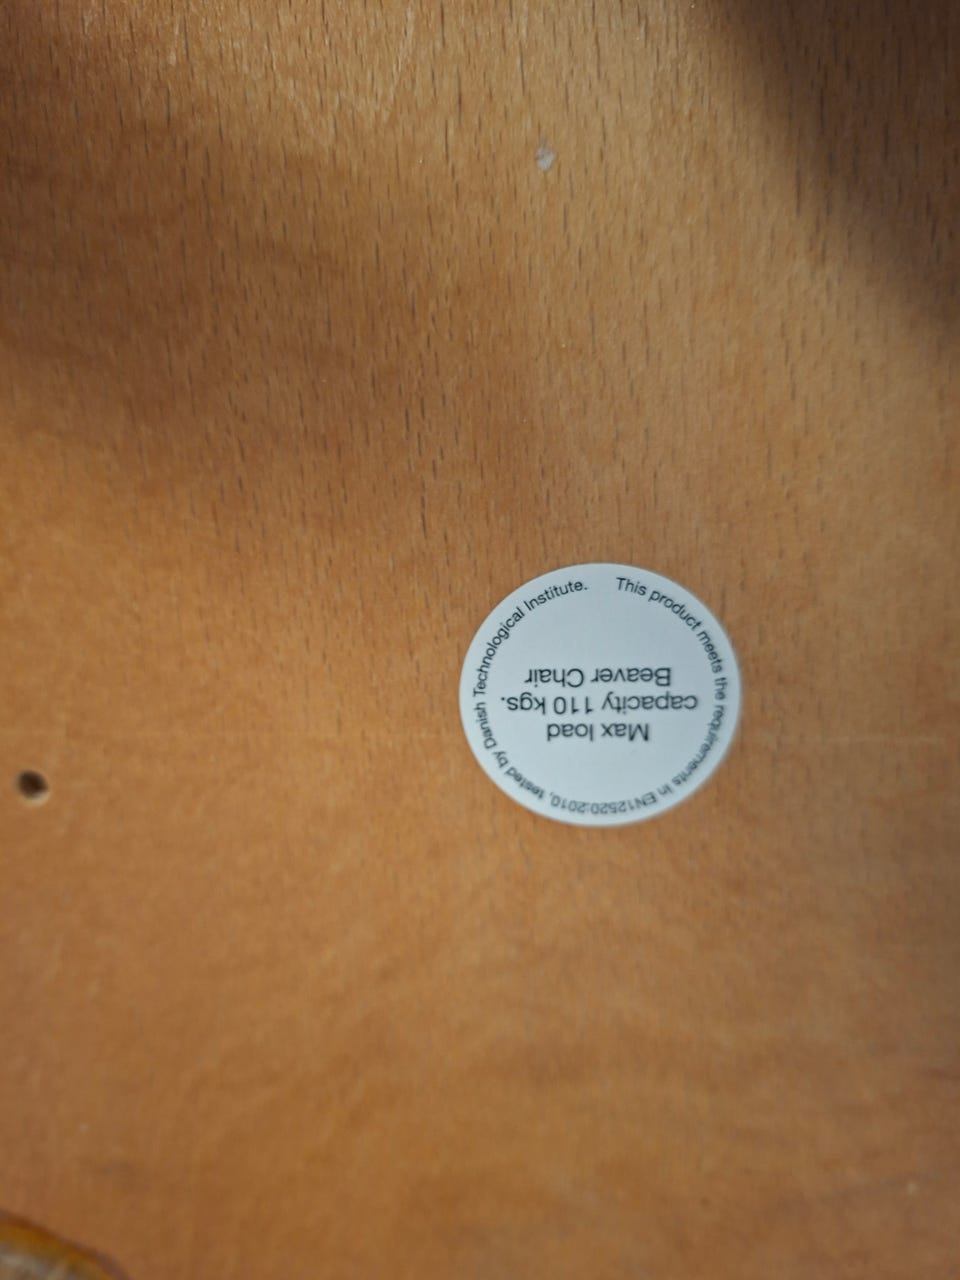 Max load
capacity 110 kgs.
Beaver Chair
This product meets the requirements in EN12520:2010, tested by Danish Technological Institute.